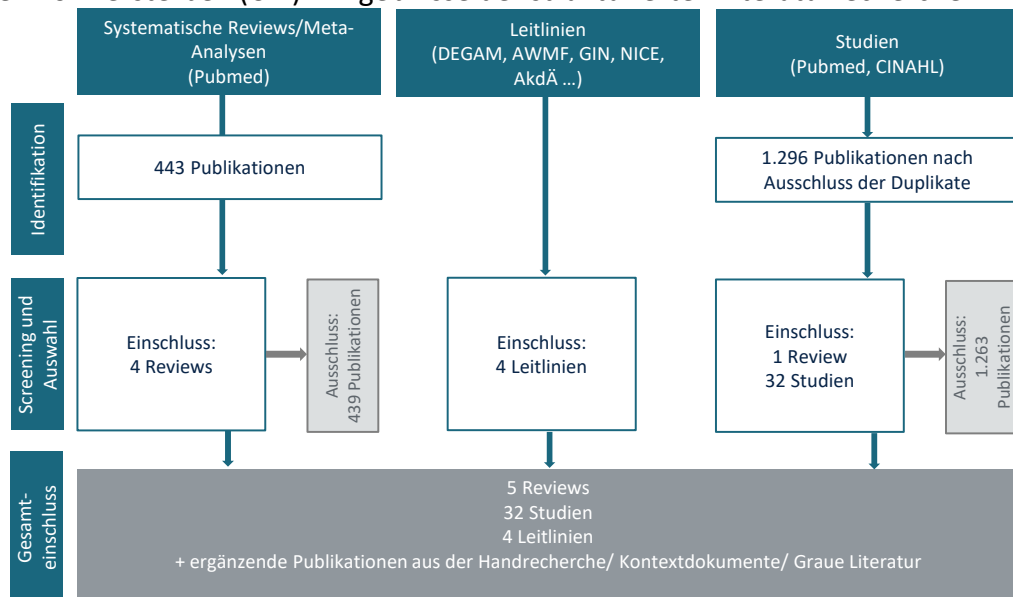 Systematische Reviews/Meta-
Analysen
(Pubmed)
Leitlinien
(DEGAM, AWMF, GIN, NICE,
AkdÄ ...)
Studien
(Pubmed, CINAHL)
Identifikation
443 Publikationen
1.296 Publikationen nach
Ausschluss der Duplikate
Screening und
Auswahl
Einschluss:
4 Reviews
Ausschluss:
439 Publikationen
Einschluss:
4 Leitlinien
Einschluss:
1 Review
32 Studien
Ausschluss:
1.263
Publikationen
Gesamt-
einschluss
5 Reviews
32 Studien
4 Leitlinien
+ ergänzende Publikationen aus der Handrecherche/ Kontextdokumente/ Graue Literatur